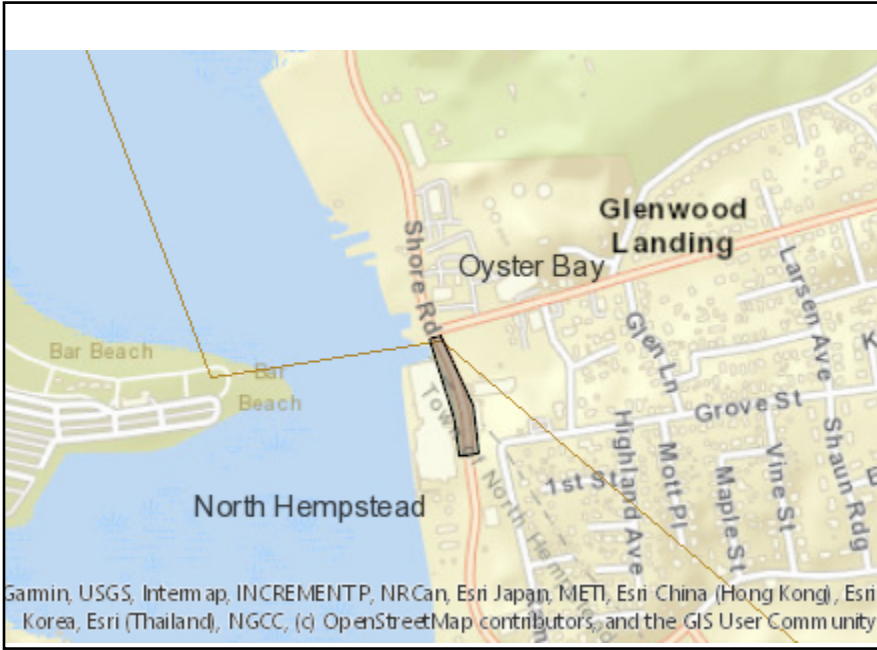 Glenwood
Landing
Oyster Bay
Shore Rd
Larsen Ave
Bar Beach
Bar
Beach
Glen Ln
Grove St
Highland Ave
Mott Pl
Maple St
Vine St
Shaun Rdg
1st St
North Hempstead
Garmin, USGS, Intermap, INCREMENT P, NRCan, Esri Japan, METI, Esri China (Hong Kong), Esri
Korea, Esri (Thailand), NGCC, (c) OpenStreetMap contributors, and the GIS User Community